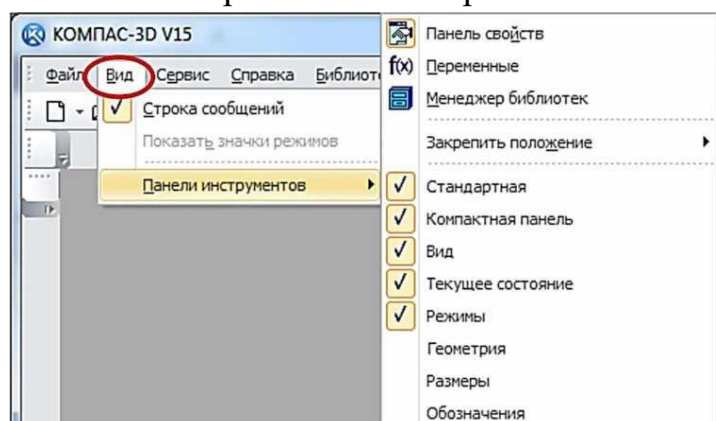 КОМПАС-3D V15
Файл Вид Сервис Справка Библиот
Строка сообщений
Показать значки режимов
Панели инструментов
Панель свойств
f(x) Переменные
Менеджер библиотек
Закрепить положение
Стандартная
Компактная панель
Вид
Текущее состояние
Режимы
Геометрия
Размеры
Обозначения